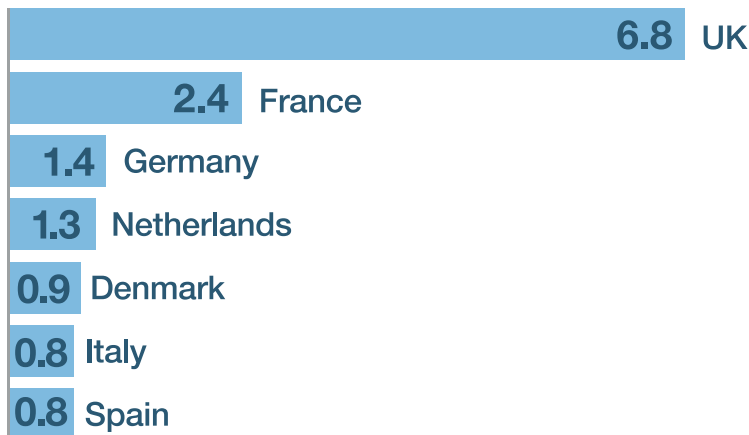 6.8 UK
2.4 France
1.4 Germany
1.3 Netherlands
0.9 Denmark
0.8 Italy
0.8 Spain